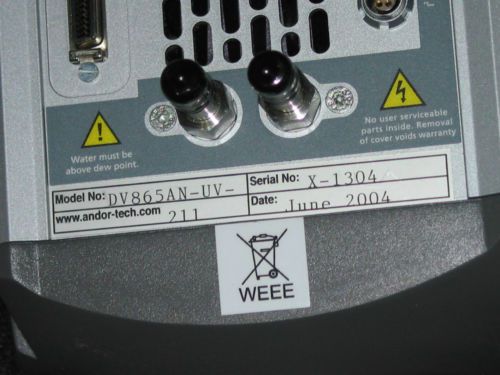 Water must be
above dew point.
No user serviceable
parts inside. Removal
of cover voids warranty
Model No: DV865AN-UV-
www.andor-tech.com 211
Serial No: X-1304
Date: June 2004
WEEE